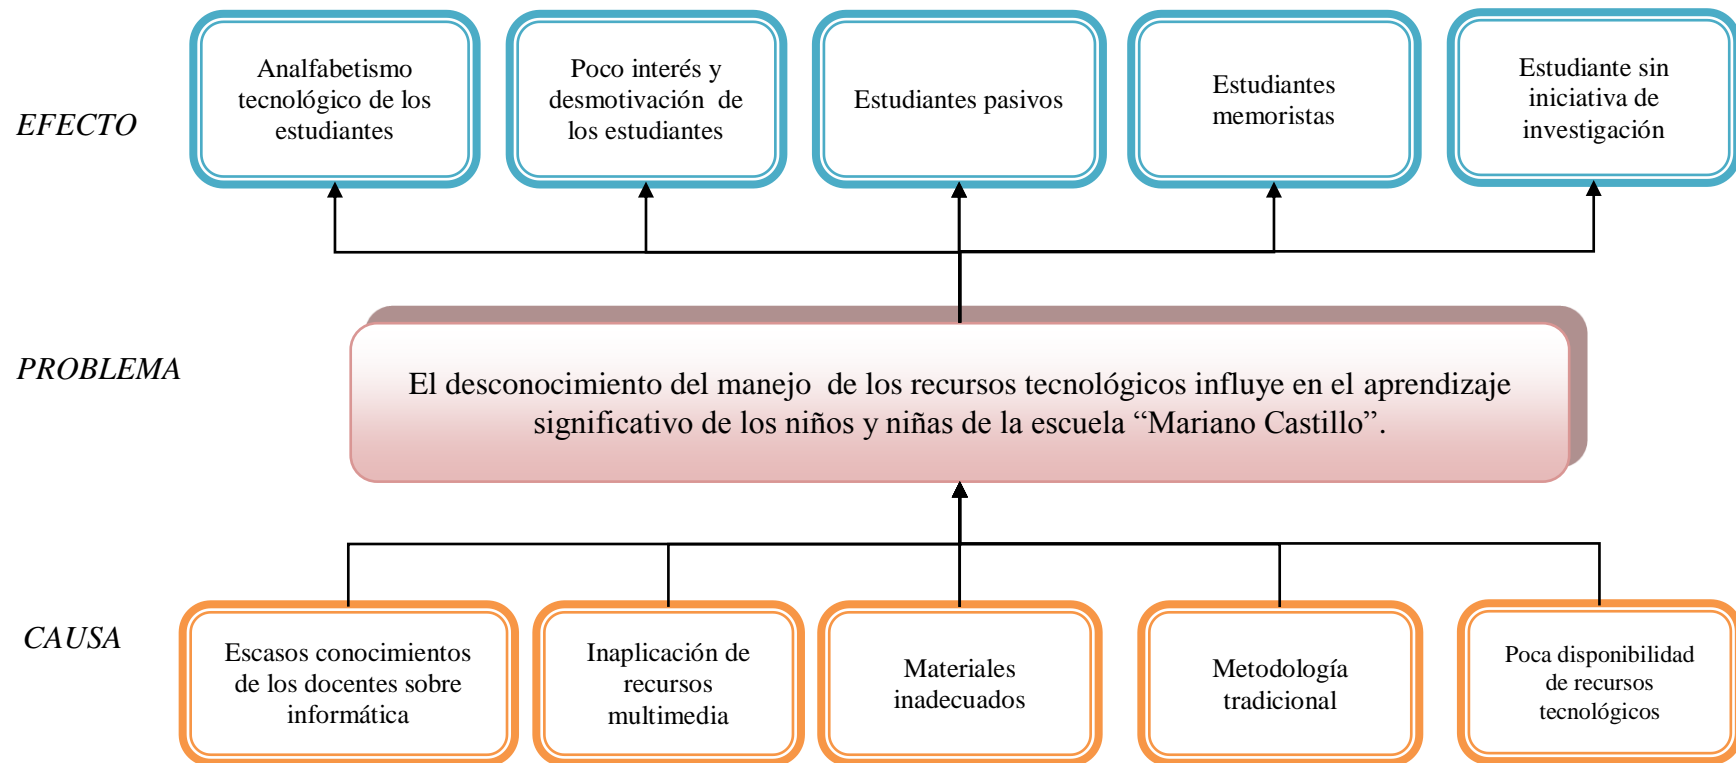 EFECTO
Analfabetismo
tecnológico de los
estudiantes
Poco interés y
desmotivación de
los estudiantes
Estudiantes pasivos
Estudiantes
memoristas
Estudiante sin
iniciativa de
investigación
PROBLEMA
El desconocimiento del manejo de los recursos tecnológicos influye en el aprendizaje
significativo de los niños y niñas de la escuela “Mariano Castillo”.
CAUSA
Escasos conocimientos
de los docentes sobre
informática
Inaplicación de
recursos
multimedia
Materiales
inadecuados
Metodología
tradicional
Poca disponibilidad
de recursos
tecnológicos